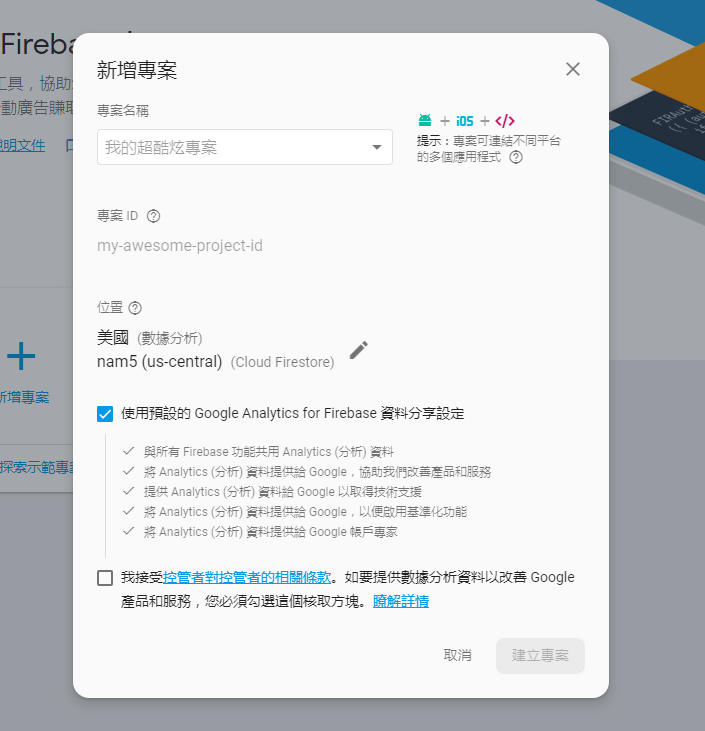 Fireba
新增專案
工具，協助
動廣告賺取
說明文件
專案名稱
我的超酷炫專案
+ iOS + </>
提示：專案可連結不同平台
的多個應用程式
專案 ID
my-awesome-project-id
位置
美國 (數據分析)
nam5 (us-central) (Cloud Firestore)
新增專案
探索示範專案
使用預設的 Google Analytics for Firebase 資料分享設定
與所有 Firebase 功能共用 Analytics (分析) 資料
將 Analytics (分析) 資料提供給 Google，協助我們改善產品和服務
提供 Analytics (分析) 資料給 Google 以取得技術支援
將 Analytics (分析) 資料提供給 Google，以便啟用基準化功能
將 Analytics (分析) 資料提供給 Google 帳戶專家
我接受控管者對控管者的相關條款。如要提供數據分析資料以改善 Google
產品和服務，您必須勾選這個核取方塊。瞭解詳情
取消
建立專案